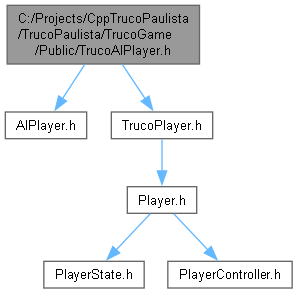 C:/Projects/CppTrucoPaulista
/TrucoPaulista/TrucoGame
/Public/TrucoAIPlayer.h
AIPlayer.h
TrucoPlayer.h
Player.h
PlayerState.h
PlayerController.h